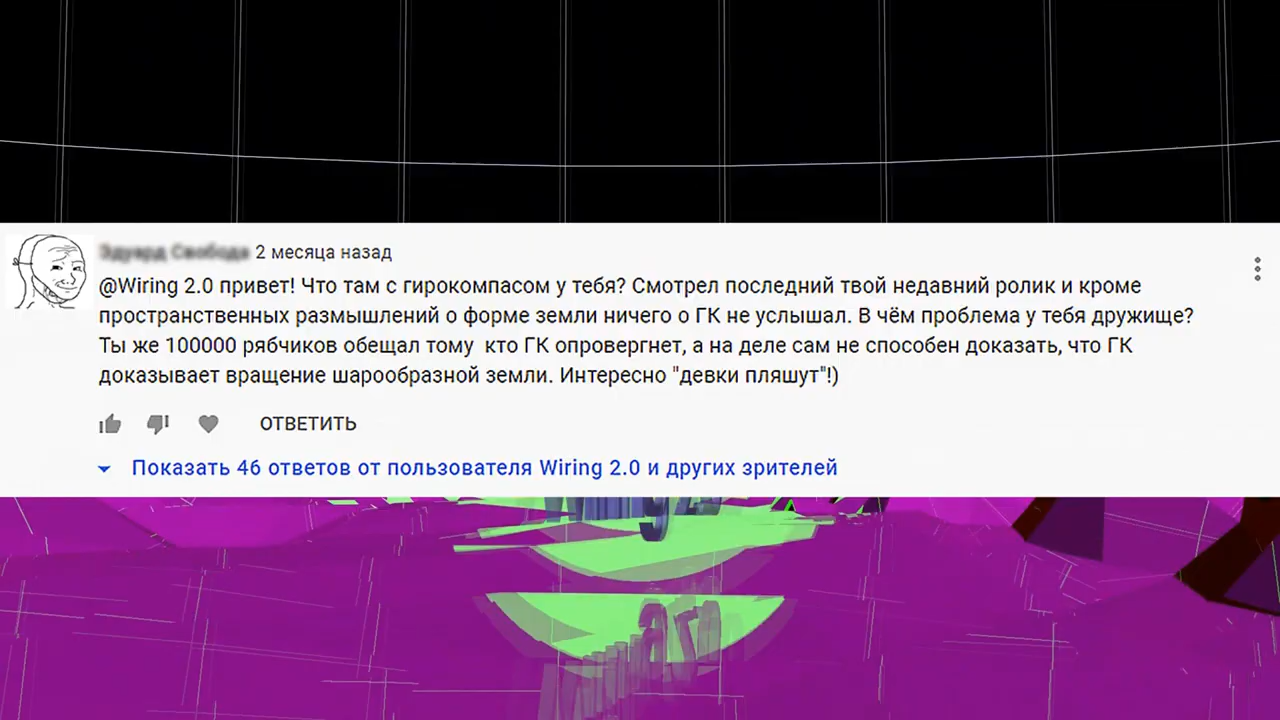 2 месяца назад
@Wiring 2.0 привет! Что там с гирокомпасом у тебя? Смотрел последний твой недавний ролик и кроме
пространственных размышлений о форме земли ничего о ГК не услышал. В чём проблема у тебя дружище?
Ты же 100000 рябчиков обещал тому  кто ГК опровергнет, а на деле сам не способен доказать, что ГК
доказывает вращение шарообразной земли. Интересно "девки пляшут"!)
ОТВЕТИТЬ
Показать 46 ответов от пользователя Wiring 2.0 и других зрителей